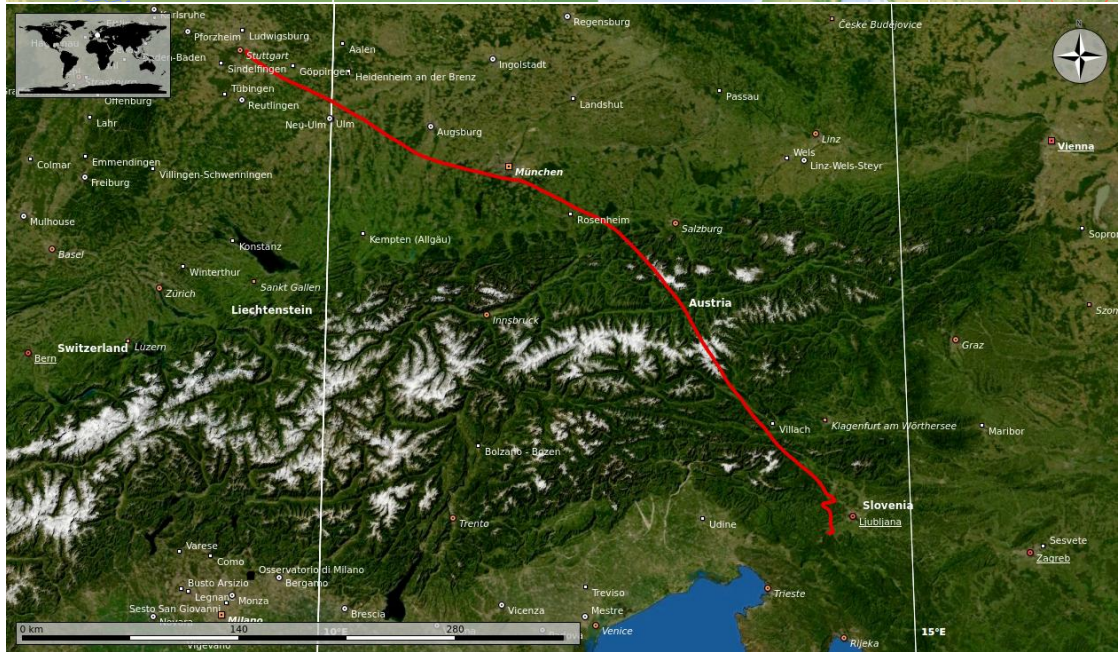 Karlsruhe
Regensburg
České Budejovice
N
Pforzheim
Ludwigsburg
Aalen
Stuttgart
Sindelfingen
Göppingen
Heidenheim an der Brenz
Ingolstadt
Tübingen
Reutlingen
Offenburg
Landshut
Passau
Lahr
Neu-Ulm
Ulm
Augsburg
Linz
Vienna
Wels
Linz-Wels-Steyr
Colmar
Emmendingen
Freiburg
Villingen-Schwenningen
München
Mulhouse
Rosenheim
Salzburg
Basel
Konstanz
Kempten (Allgäu)
Winterthur
Zürich
Sankt Gallen
Liechtenstein
Innsbruck
Austria
Switzerland
Luzern
Bern
Graz
Villach
Klagenfurt am Wörthersee
Maribor
Bolzano - Bozen
Slovenia
Ljubljana
Trento
Udine
Sesvete
Zagreb
Varese
Como
Osservatorio di Milano
Bergamo
Busto Arsizio
Legnano
Monza
Sesto San Giovanni
Milano
Novara
Brescia
Vicenza
Treviso
Mestre
Venice
Trieste
Rijeka
0 km
140
280
10°E
15°E
Vigevano